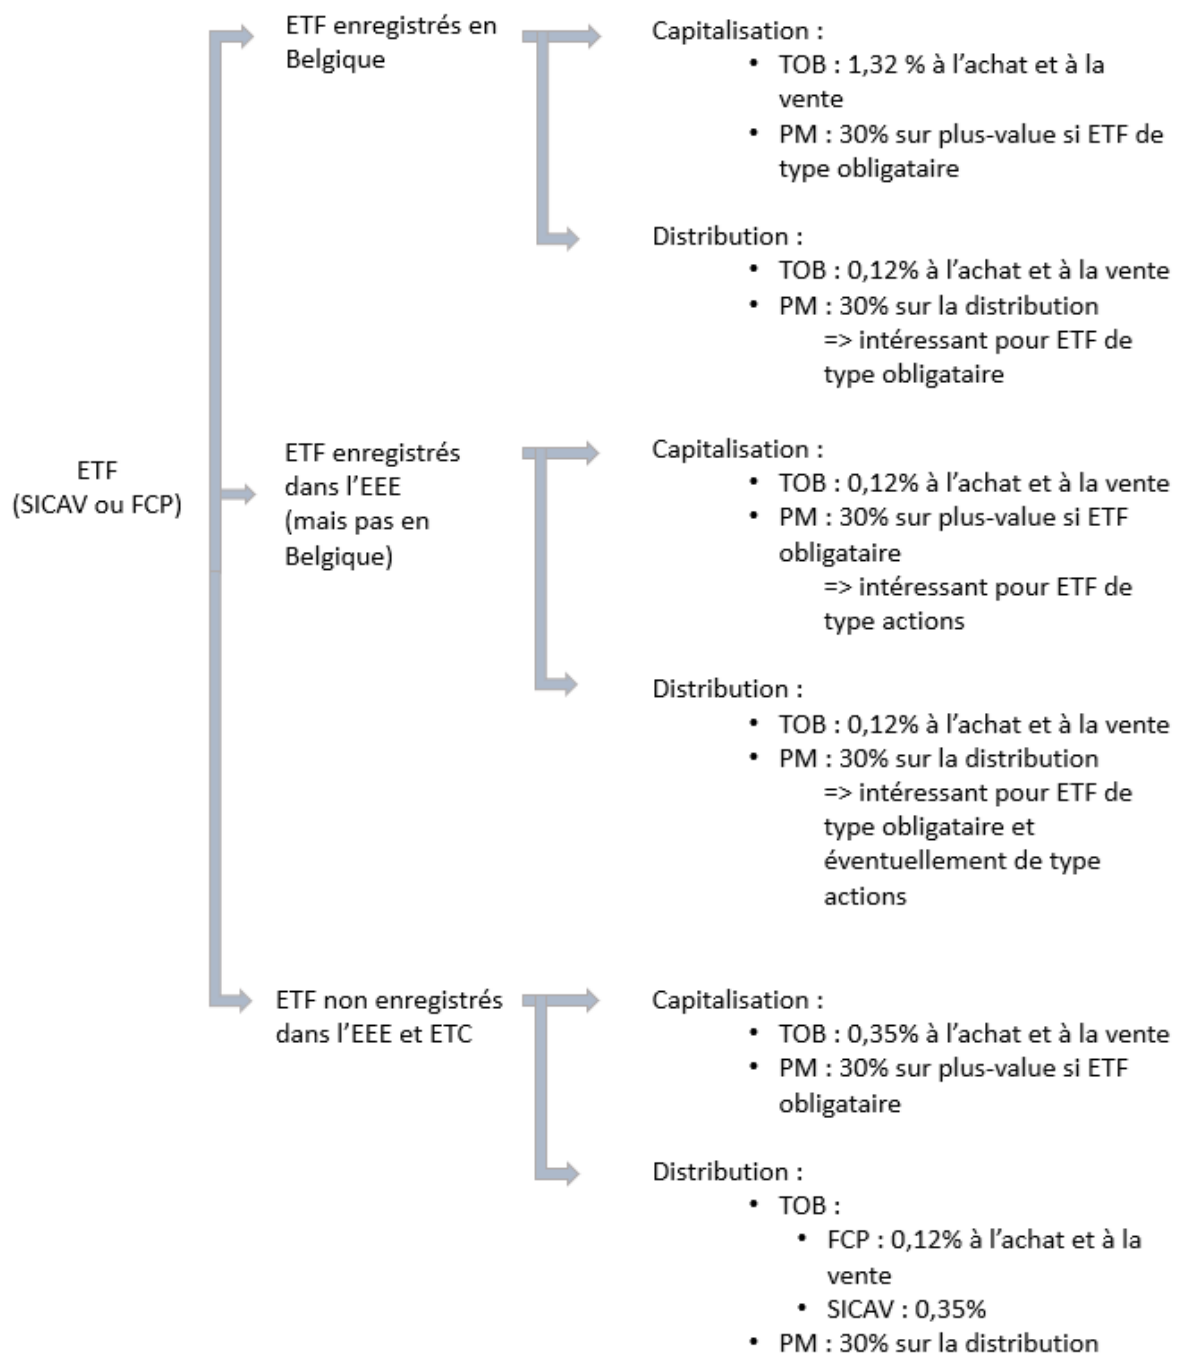 ETF
(SICAV ou FCP)
ETF enregistrés en
Belgique
Capitalisation :
• TOB : 1,32 % à l’achat et à la
vente
• PM : 30% sur plus-value si ETF de
type obligataire
Distribution :
• TOB : 0,12% à l’achat et à la vente
• PM : 30% sur la distribution
=> intéressant pour ETF de
type obligataire
ETF enregistrés
dans l’EEE
(mais pas en
Belgique)
Capitalisation :
• TOB : 0,12% à l’achat et à la vente
• PM : 30% sur plus-value si ETF
obligataire
=> intéressant pour ETF de
type actions
Distribution :
• TOB : 0,12% à l’achat et à la vente
• PM : 30% sur la distribution
=> intéressant pour ETF de
type obligataire et
éventuellement de type
actions
ETF non enregistrés
dans l’EEE et ETC
Capitalisation :
• TOB : 0,35% à l’achat et à la vente
• PM : 30% sur plus-value si ETF
obligataire
Distribution :
• TOB :
• FCP : 0,12% à l’achat et à la
vente
• SICAV : 0,35%
• PM : 30% sur la distribution